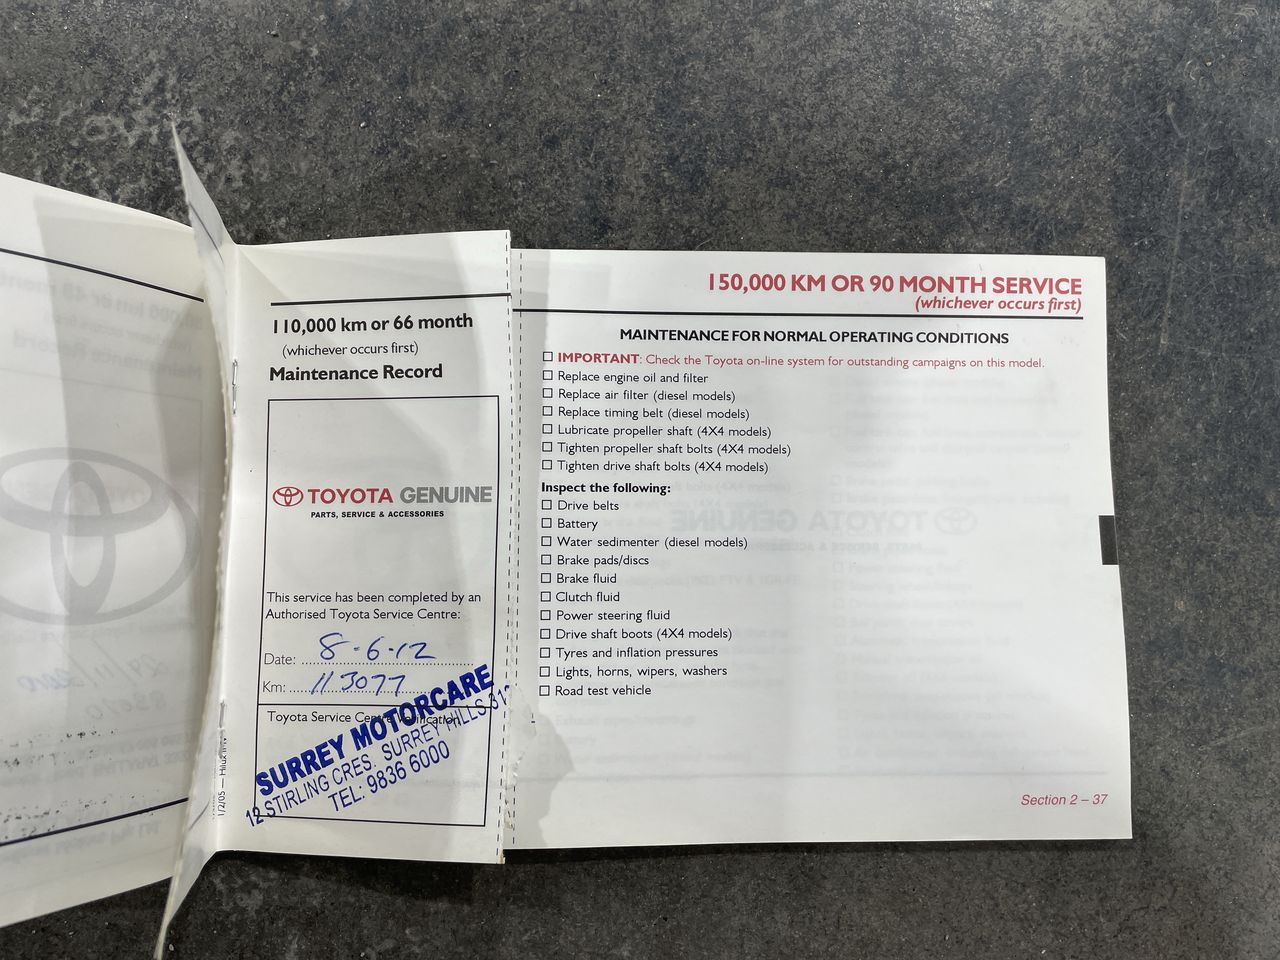 110,000 km or 66 month
(whichever occurs first)
Maintenance Record
TOYOTA GENUINE
PARTS, SERVICE & ACCESSORIES
This service has been completed by an
Authorised Toyota Service Centre:
Date: 8-6-12
Km: 113077
Toyota Service Centre Verification
SURREY MOTORCARE
12 STIRLING CRES. SURREY HILLS 31
TEL: 9836 6000
1/2/05 — Hilux
150,000 KM OR 90 MONTH SERVICE
(whichever occurs first)
MAINTENANCE FOR NORMAL OPERATING CONDITIONS
☐ IMPORTANT: Check the Toyota on-line system for outstanding campaigns on this model.
☐ Replace engine oil and filter
☐ Replace air filter (diesel models)
☐ Replace timing belt (diesel models)
☐ Lubricate propeller shaft (4X4 models)
☐ Tighten propeller shaft bolts (4X4 models)
☐ Tighten drive shaft bolts (4X4 models)
Inspect the following:
☐ Drive belts
☐ Battery
☐ Water sedimenter (diesel models)
☐ Brake pads/discs
☐ Brake fluid
☐ Clutch fluid
☐ Power steering fluid
☐ Drive shaft boots (4X4 models)
☐ Tyres and inflation pressures
☐ Lights, horns, wipers, washers
☐ Road test vehicle
Section 2 – 37